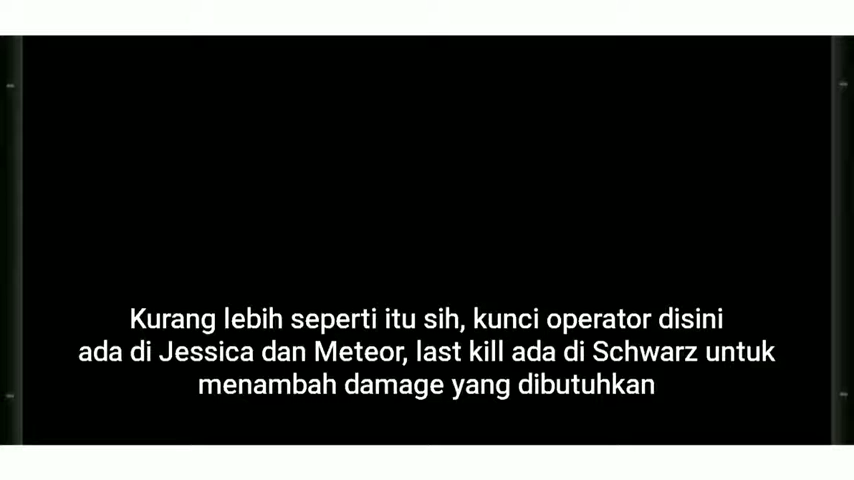 Kurang lebih seperti itu sih, kunci operator disini
ada di Jessica dan Meteor, last kill ada di Schwarz untuk
menambah damage yang dibutuhkan